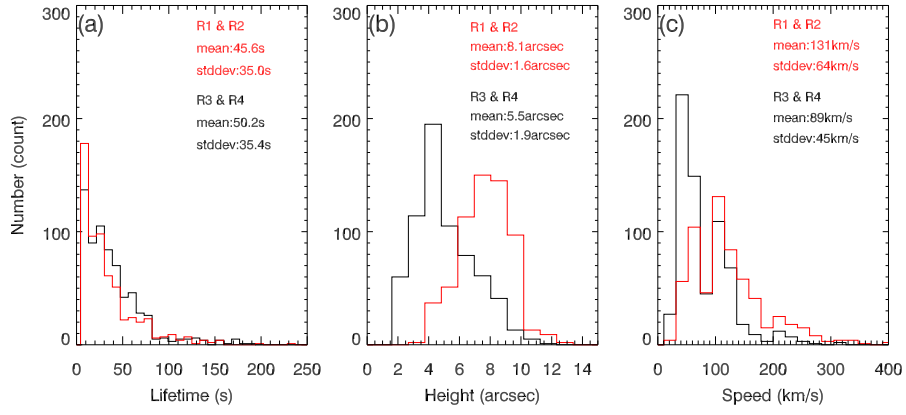 (a)
R1 & R2
mean:45.6s
stddev:35.0s
R3 & R4
mean:50.2s
stddev:35.4s
300
200
100
0
Number (count)
0 50 100 150 200 250
Lifetime (s)
(b)
R1 & R2
mean:8.1arcsec
stddev:1.6arcsec
R3 & R4
mean:5.5arcsec
stddev:1.9arcsec
300
200
100
0
0 2 4 6 8 10 12 14
Height (arcsec)
(c)
R1 & R2
mean:131km/s
stddev:64km/s
R3 & R4
mean:89km/s
stddev:45km/s
300
200
100
0
0 100 200 300 400
Speed (km/s)